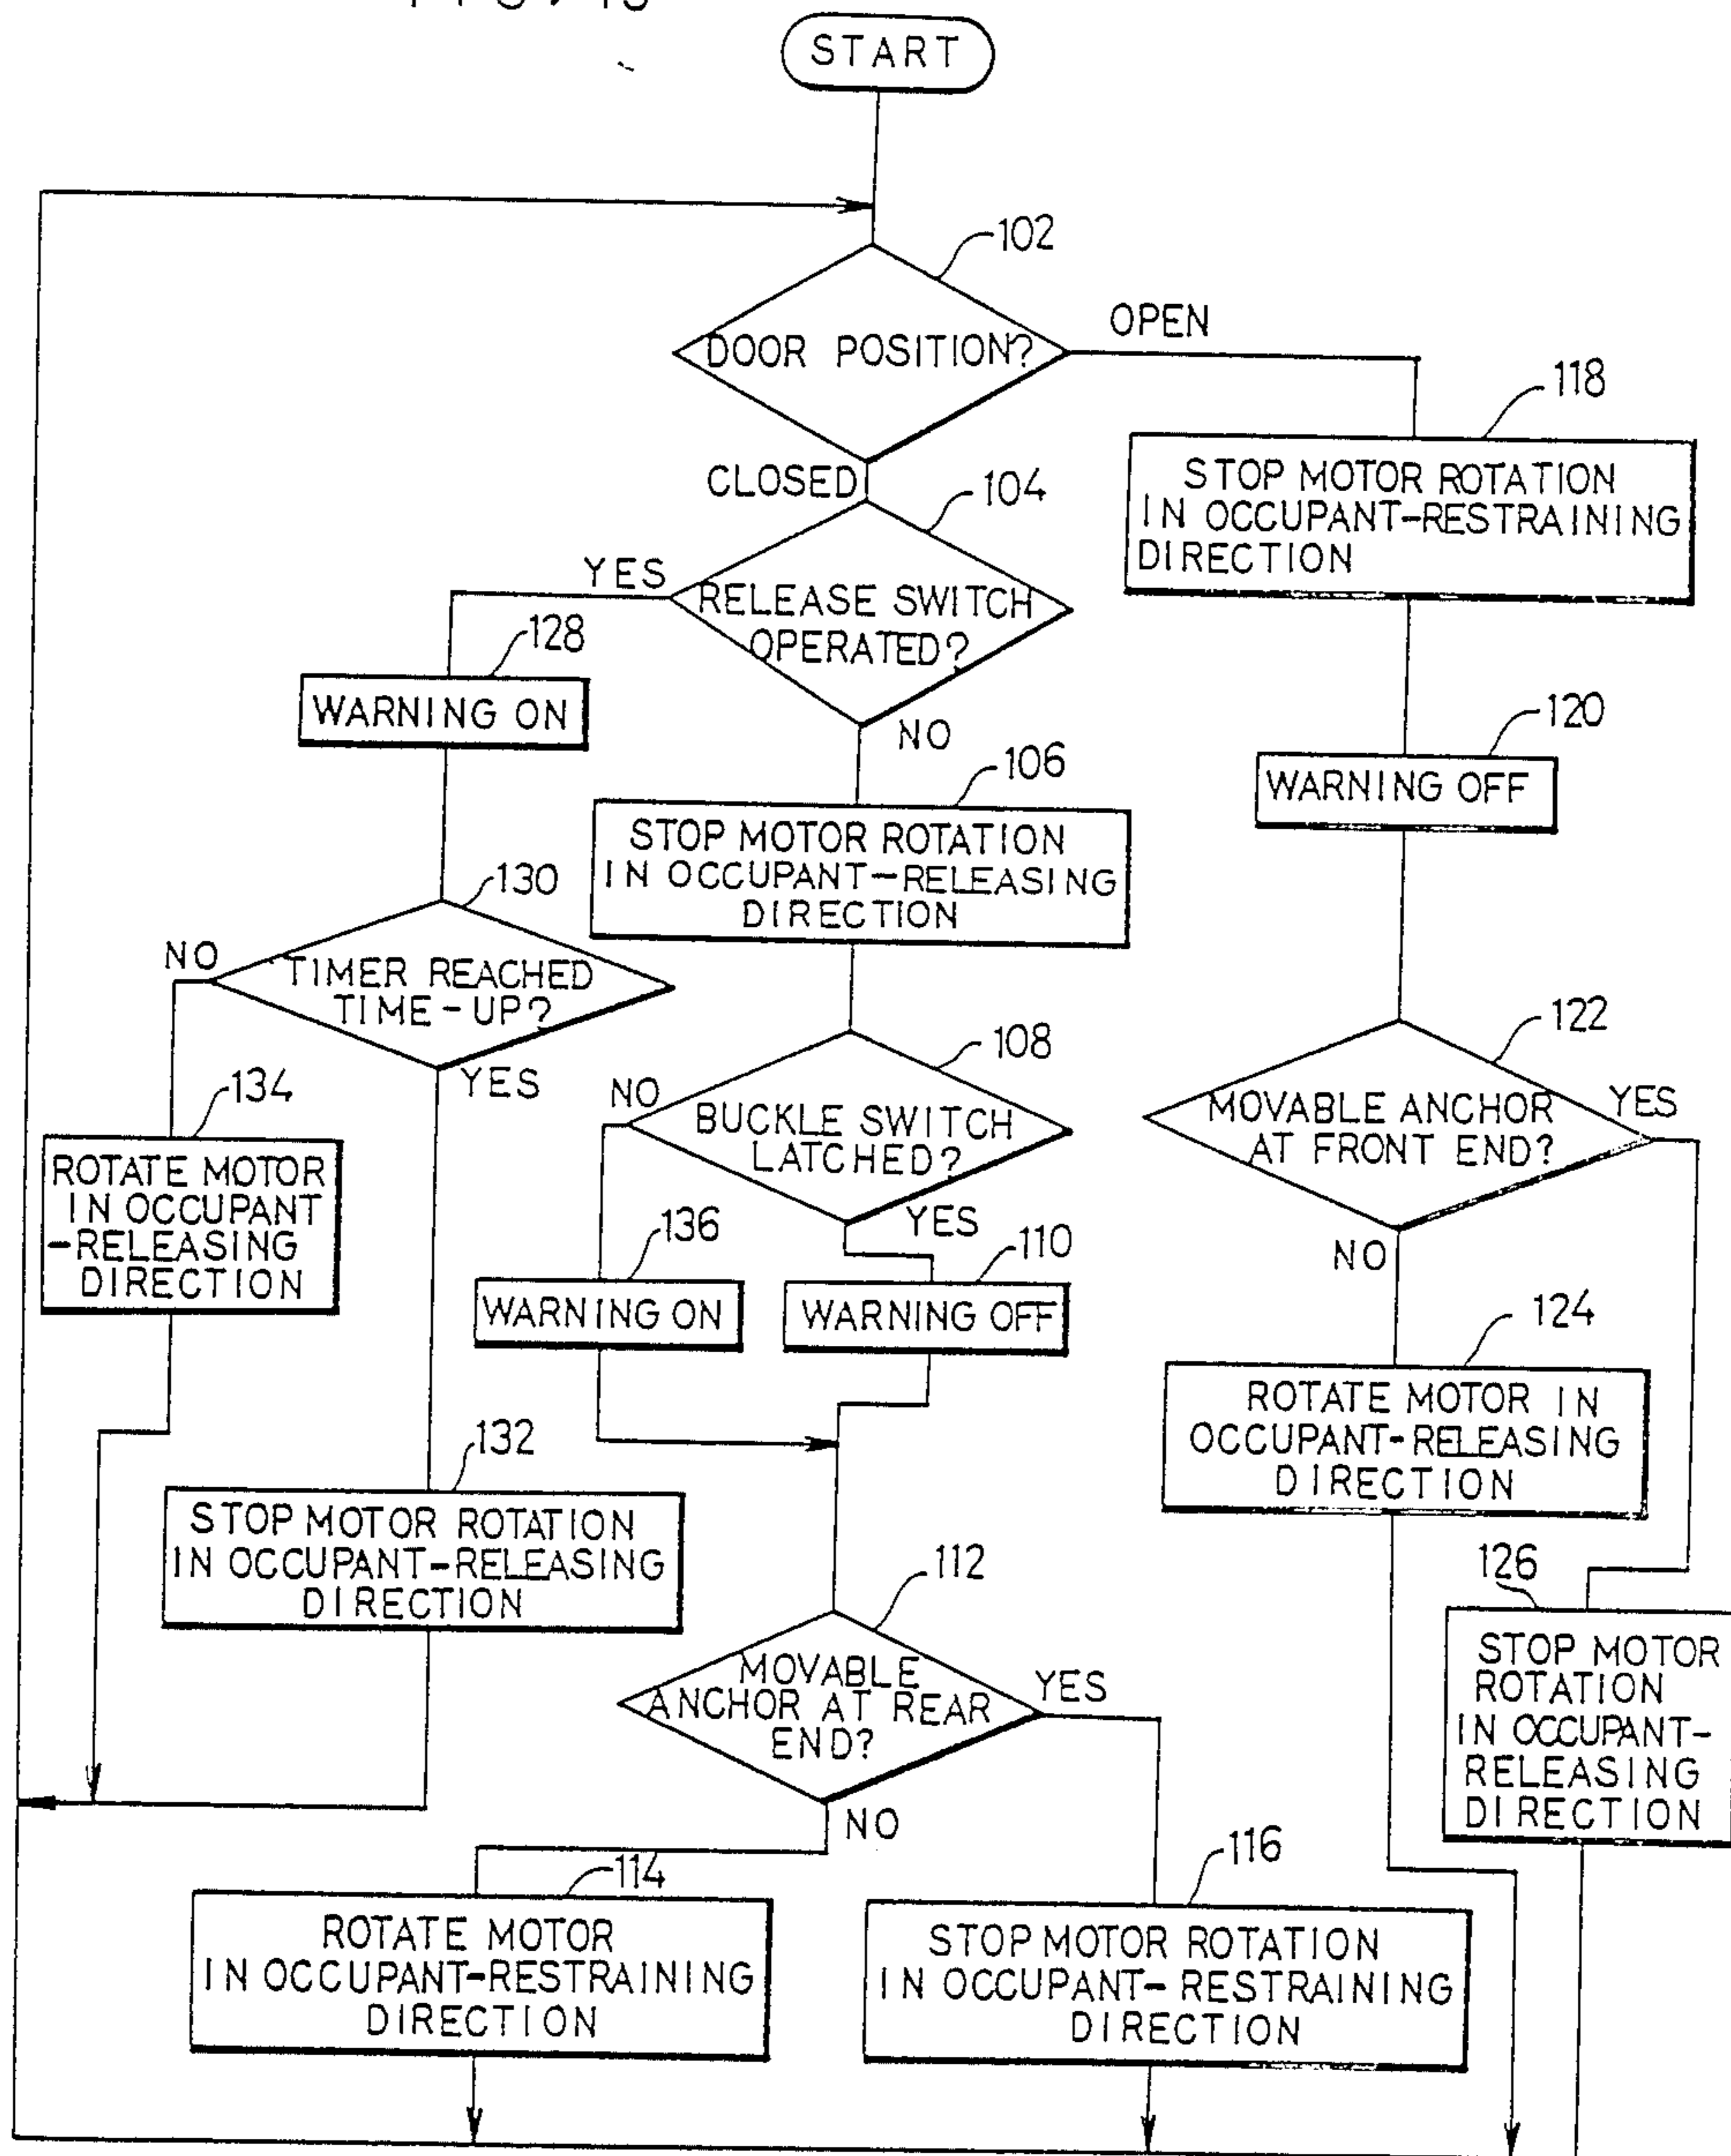 START
102
DOOR POSITION?
OPEN
118
STOP MOTOR ROTATION
IN OCCUPANT-RESTRAINING
DIRECTION
CLOSED
104
YES
RELEASE SWITCH
OPERATED?
128
WARNING ON
NO
120
WARNING OFF
106
STOP MOTOR ROTATION
IN OCCUPANT-RELEASING
DIRECTION
130
NO
TIMER REACHED
TIME-UP?
YES
108
NO
BUCKLE SWITCH
LATCHED?
YES
122
MOVABLE ANCHOR
AT FRONT END?
YES
NO
134
ROTATE MOTOR
IN OCCUPANT
-RELEASING
DIRECTION
136
WARNING ON
110
WARNING OFF
124
ROTATE MOTOR IN
OCCUPANT-RELEASING
DIRECTION
132
STOP MOTOR ROTATION
IN OCCUPANT-RELEASING
DIRECTION
112
MOVABLE
ANCHOR AT REAR
END?
YES
NO
126
STOP MOTOR
ROTATION
IN OCCUPANT-
RELEASING
DIRECTION
114
ROTATE MOTOR
IN OCCUPANT-RESTRAINING
DIRECTION
116
STOP MOTOR ROTATION
IN OCCUPANT-RESTRAINING
DIRECTION